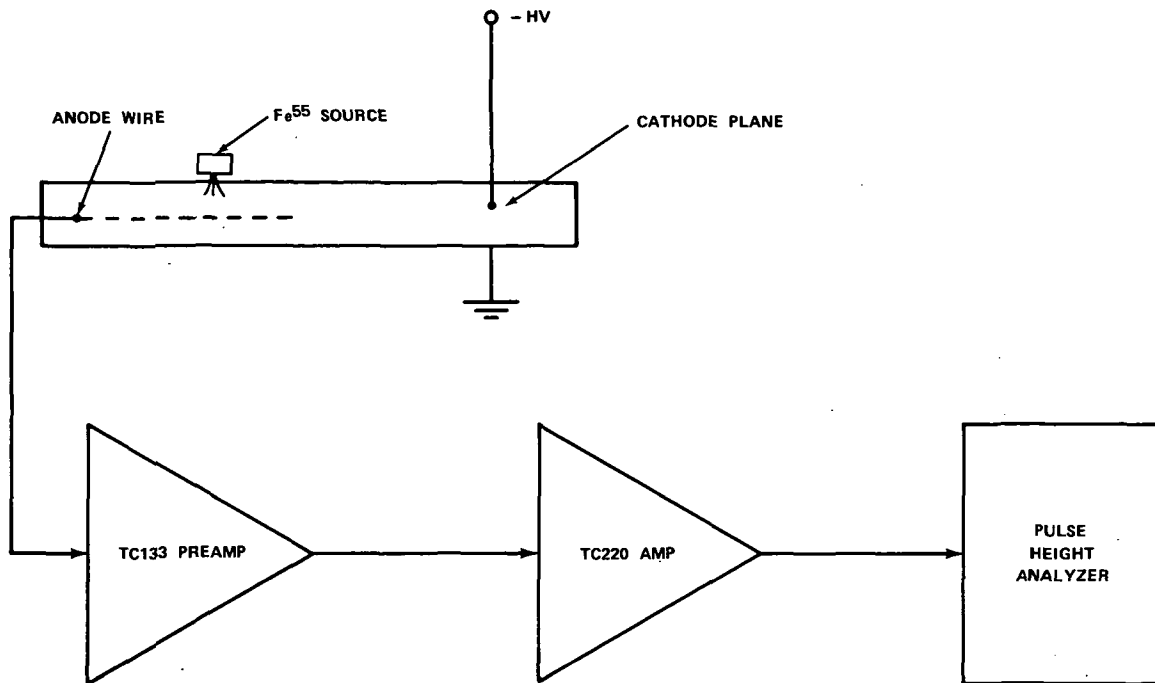 – HV
ANODE WIRE
Fe55 SOURCE
CATHODE PLANE
TC133 PREAMP
TC220 AMP
PULSE
HEIGHT
ANALYZER